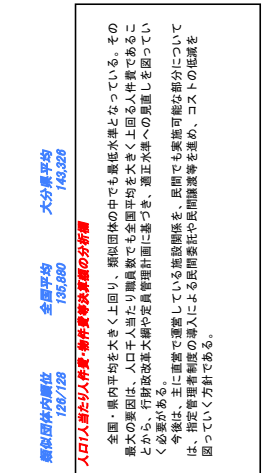 類似団体内順位 全国平均 大分県平均
126/128 135,880 143,326
人口1人当たり人件費・物件費等決算額の分析欄
全国・県内平均を大きく上回り、類似団体の中でも最低水準となっている。その
最大の要因は、人口千人当たり職員数でも全国平均を大きく上回る人件費であるこ
とから、行財政改革大綱や定員管理計画に基づき、適正水準への見直しを図ってい
く必要がある。
今後は、主に直営で運営している施設関係を、民間でも実施可能な部分について
は、指定管理者制度の導入による民間委託や民間譲渡等を進め、コストの低減を
図っていく方針である。